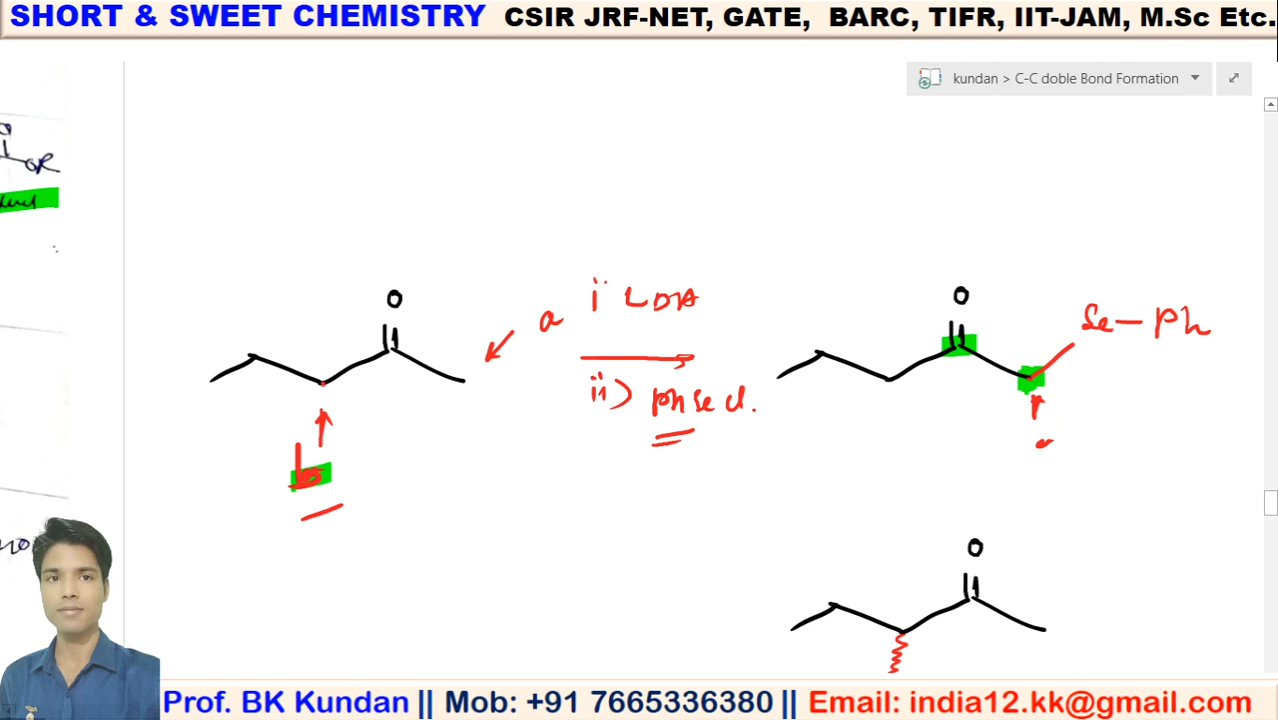 SHORT & SWEET CHEMISTRY CSIR JRF-NET, GATE, BARC, TIFR, IIT-JAM, M.Sc Etc.
kundan > C-C doble Bond Formation
O
OR
O
a
i LDA
ii) PhSeCl.
b
O
Se-Ph
a
O
Prof. BK Kundan || Mob: +91 7665336380 || Email: india12.kk@gmail.com